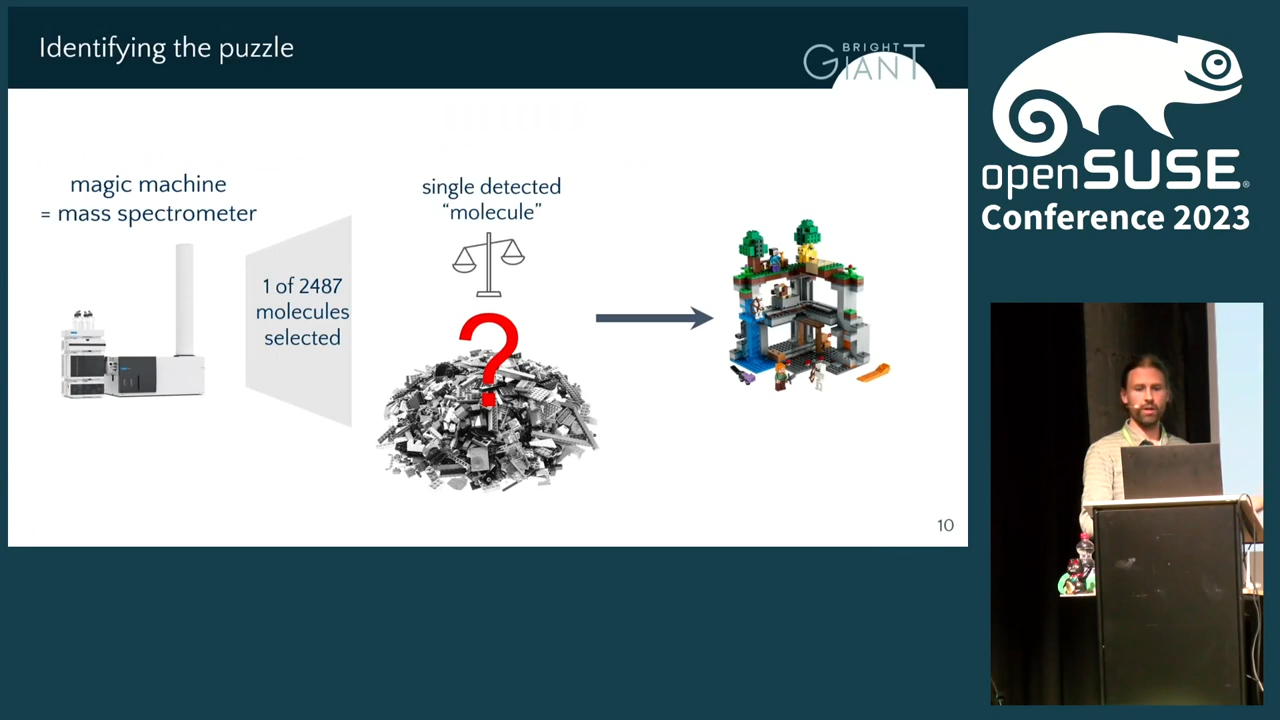 Identifying the puzzle
BRIGHT
GIANT
magic machine
= mass spectrometer
1 of 2487
molecules
selected
single detected
“molecule”
?
10
openSUSE®
Conference 2023